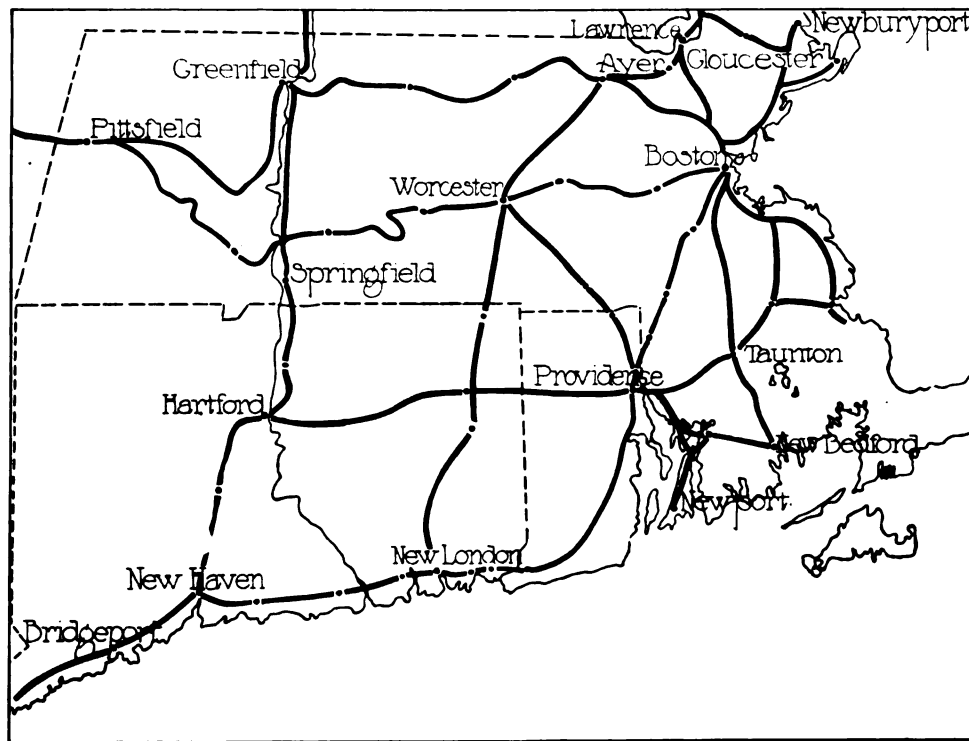 Newburyport
Lawrence
Greenfield
Ayer
Gloucester
Pittsfield
Boston
Worcester
Springfield
Taunton
Providense
Hartford
New Bedford
Newport
New London
New Haven
Bridgeport